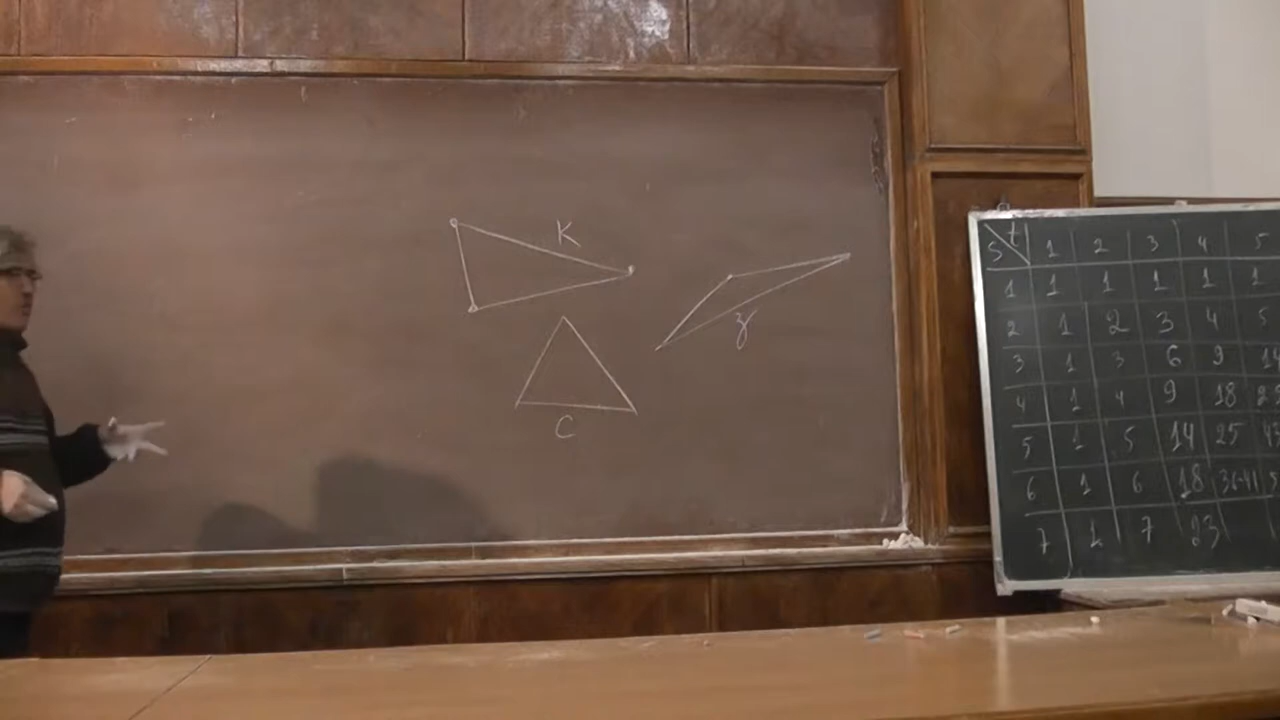 K
z
C
s t 1 2 3 4 5
1 1 1 1 1 1
2 1 2 3 4 5
3 1 3 6 9 14
4 1 4 9 18
5 1 5 14 25
6 1 6 18 36-41
7 1 7 23